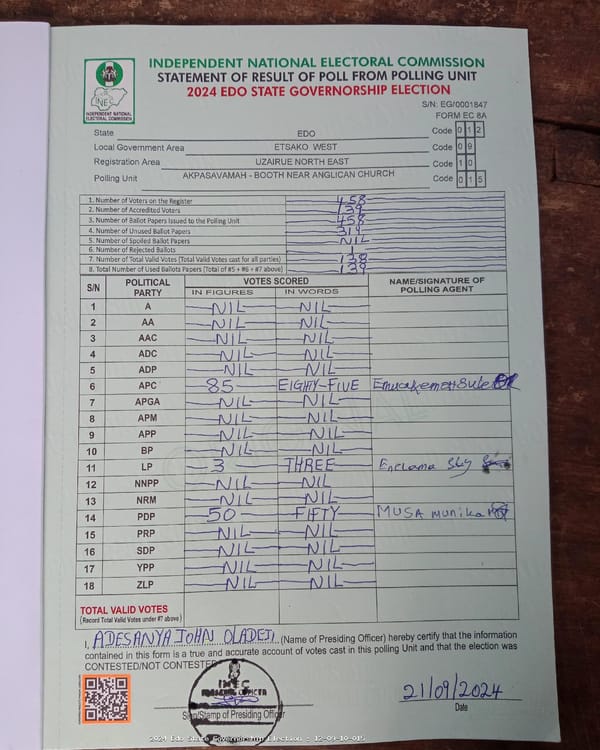 INDEPENDENT NATIONAL ELECTORAL COMMISSION
STATEMENT OF RESULT OF POLL FROM POLLING UNIT
2024 EDO STATE GOVERNORSHIP ELECTION
INEC
INDEPENDENT NATIONAL
ELECTORAL COMMISSION
S/N: EG/0001847
FORM EC 8A
State EDO Code 0 1 2
Local Government Area ETSAKO WEST Code 0 9
Registration Area UZAIRUE NORTH EAST Code 1 0
Polling Unit AKPASAVAMAH - BOOTH NEAR ANGLICAN CHURCH Code 0 1 5
1. Number of Voters on the Register 458
2. Number of Accredited Voters 139
3. Number of Ballot Papers Issued to the Polling Unit 458
4. Number of Unused Ballot Papers 319
5. Number of Spoiled Ballot Papers NIL
6. Number of Rejected Ballots 1
7. Number of Total Valid Votes (Total Valid Votes cast for all parties) 138
8. Total Number of Used Ballots Papers (Total of #5 + #6 + #7 above) 139
S/N POLITICAL PARTY VOTES SCORED NAME/SIGNATURE OF POLLING AGENT
IN FIGURES IN WORDS
1 A NIL NIL
2 AA NIL NIL
3 AAC NIL NIL
4 ADC NIL NIL
5 ADP NIL NIL
6 APC 85 EIGHTY-FIVE
7 APGA NIL NIL
8 APM NIL NIL
9 APP NIL NIL
10 BP NIL NIL
11 LP 3 THREE
12 NNPP NIL NIL
13 NRM NIL NIL
14 PDP 50 FIFTY MUSA
15 PRP NIL NIL
16 SDP NIL NIL
17 YPP NIL NIL
18 ZLP NIL NIL
TOTAL VALID VOTES
(Record Total Valid Votes under #7 above)
I, ADESANYA JOHN OLADEJI (Name of Presiding Officer) hereby certify that the information
contained in this form is a true and accurate account of votes cast in this polling Unit and that the election was
CONTESTED/NOT CONTESTED
INEC
PRESIDING OFFICER
Sign/Stamp of Presiding Officer
21/09/2024
Date
2024 Edo State Governorship Election - 12-09-10-015